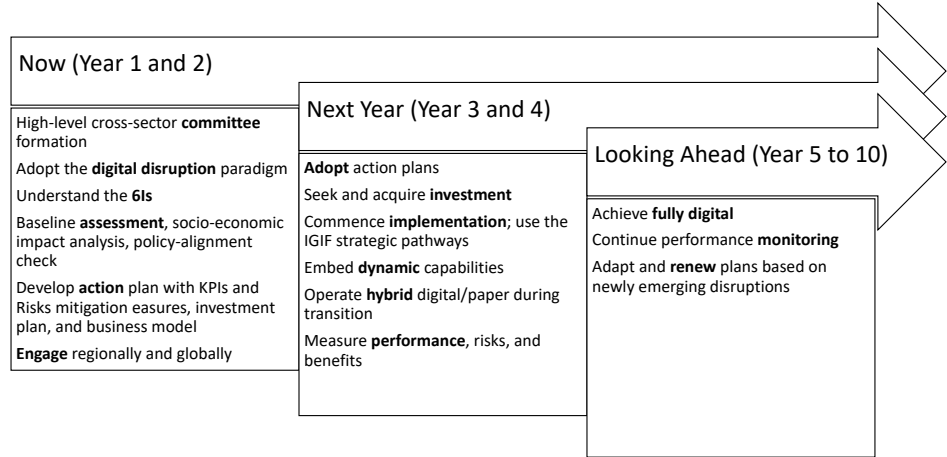 Now (Year 1 and 2)
High-level cross-sector committee
formation
Adopt the digital disruption paradigm
Understand the 6Is
Baseline assessment, socio-economic
impact analysis, policy-alignment
check
Develop action plan with KPIs and
Risks mitigation easures, investment
plan, and business model
Engage regionally and globally
Next Year (Year 3 and 4)
Adopt action plans
Seek and acquire investment
Commence implementation; use the
IGIF strategic pathways
Embed dynamic capabilities
Operate hybrid digital/paper during
transition
Measure performance, risks, and
benefits
Looking Ahead (Year 5 to 10)
Achieve fully digital
Continue performance monitoring
Adapt and renew plans based on
newly emerging disruptions